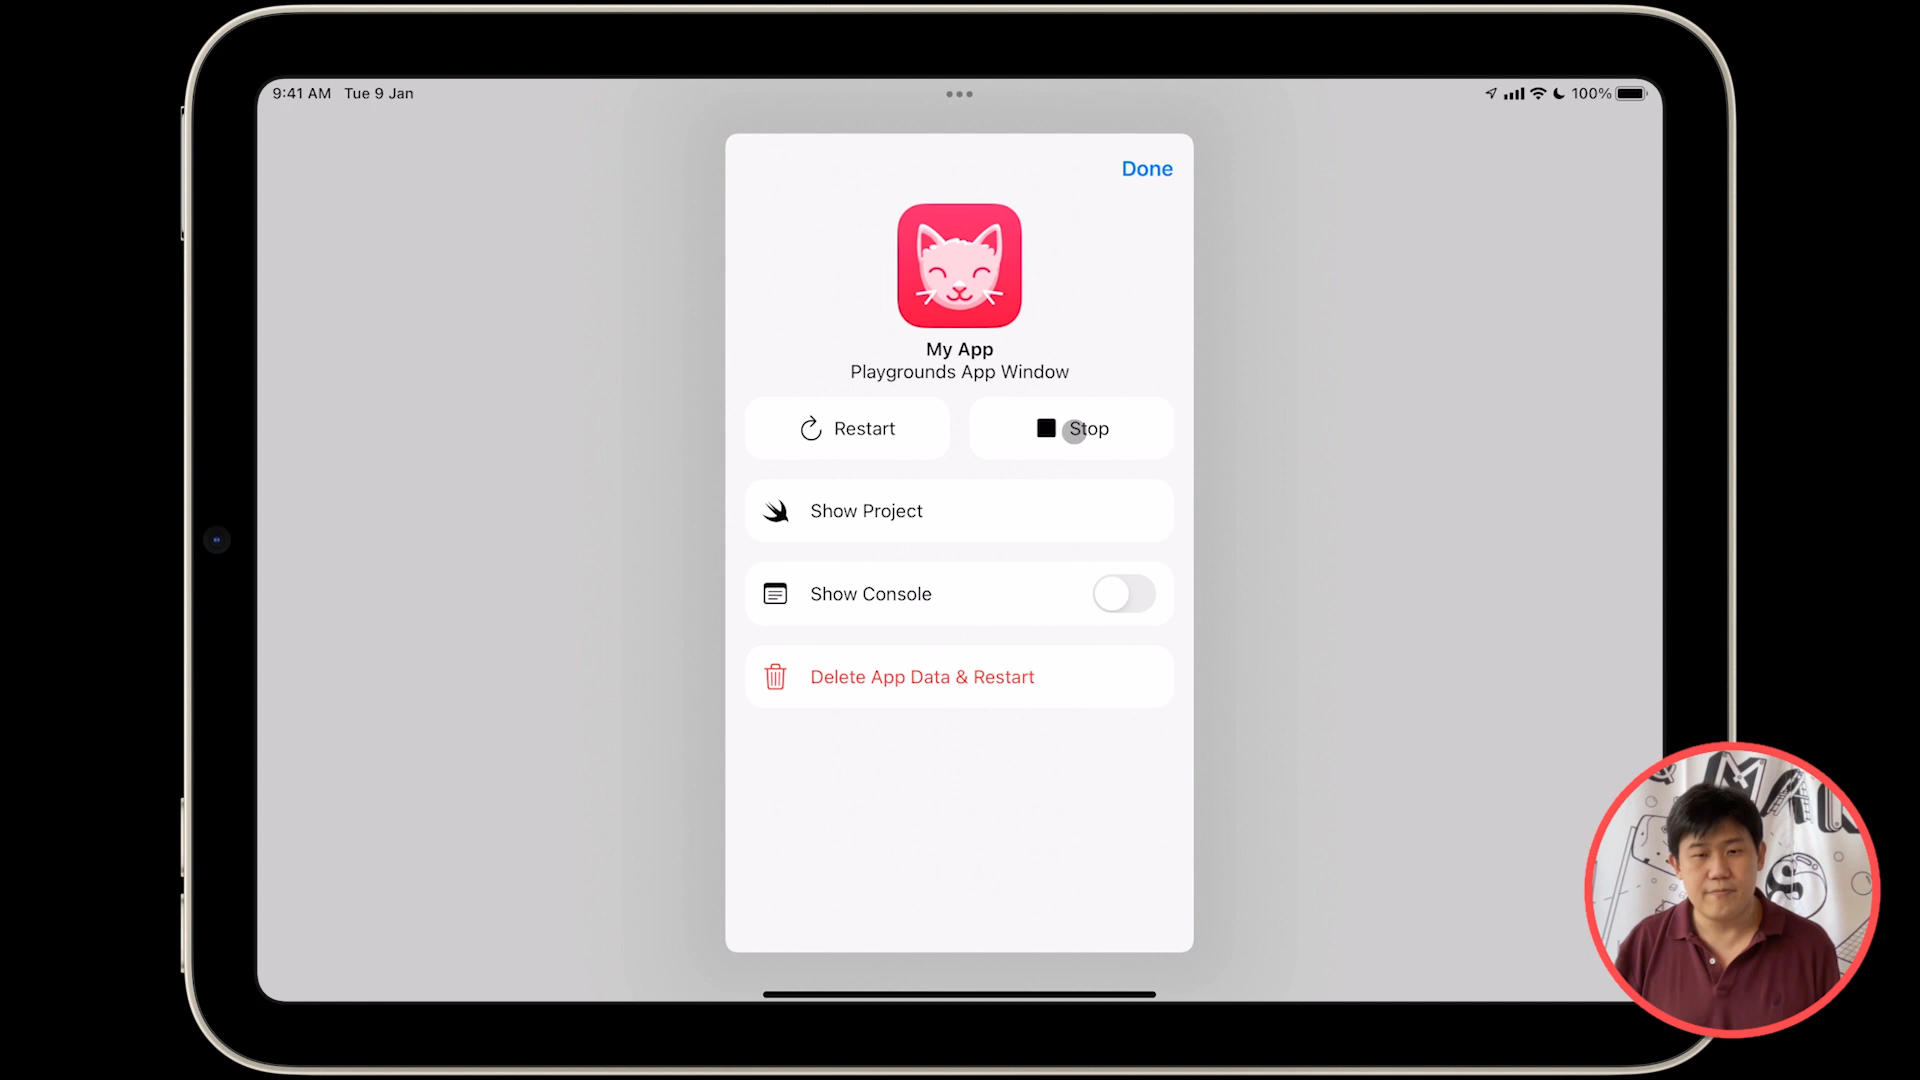 9:41 AM Tue 9 Jan
100%
Done
My App
Playgrounds App Window
Restart
Stop
Show Project
Show Console
Delete App Data & Restart